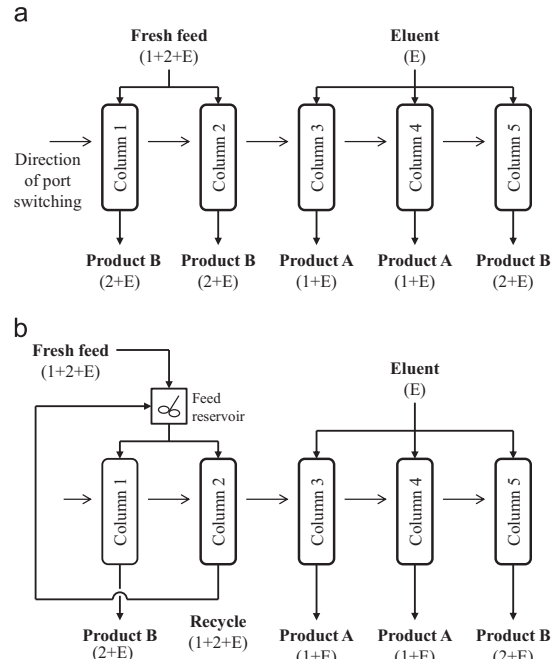 a
Fresh feed
(1+2+E)
Eluent
(E)
Column 1
Column 2
Column 3
Column 4
Column 5
Direction
of port
switching
Product B
(2+E)
Product B
(2+E)
Product A
(1+E)
Product A
(1+E)
Product B
(2+E)
b
Fresh feed
(1+2+E)
Feed
reservoir
Eluent
(E)
Column 1
Column 2
Column 3
Column 4
Column 5
Product B
(2+E)
Recycle
(1+2+E)
Product A
(1+E)
Product A
(1+E)
Product B
(2+E)